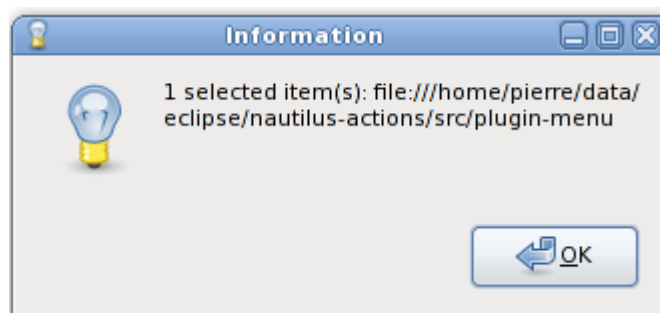 Information
1 selected item(s): file:///home/pierre/data/
eclipse/nautilus-actions/src/plugin-menu
OK